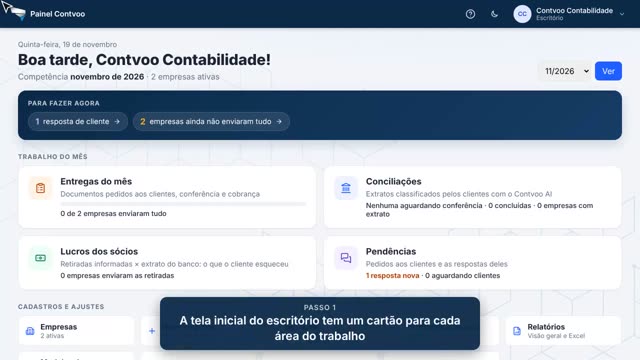 Painel Contvoo
CC
Contvoo Contabilidade
Escritório
Quinta-feira, 19 de novembro
Boa tarde, Contvoo Contabilidade!
Competência novembro de 2026 · 2 empresas ativas
11/2026
Ver
PARA FAZER AGORA
1 resposta de cliente →
2 empresas ainda não enviaram tudo →
TRABALHO DO MÊS
Entregas do mês
Documentos pedidos aos clientes, conferência e cobrança
0 de 2 empresas enviaram tudo
Conciliações
Extratos classificados pelos clientes com o Contvoo AI
Nenhuma aguardando conferência · 0 concluídas · 0 empresas com
extrato
Lucros dos sócios
Retiradas informadas × extrato do banco: o que o cliente esqueceu
0 empresas enviaram as retiradas
Pendências
Pedidos aos clientes e as respostas deles
1 resposta nova · 0 aguardando clientes
CADASTROS E AJUSTES
Empresas
2 ativas
Relatórios
Visão geral e Excel
PASSO 1
A tela inicial do escritório tem um cartão para cada
área do trabalho